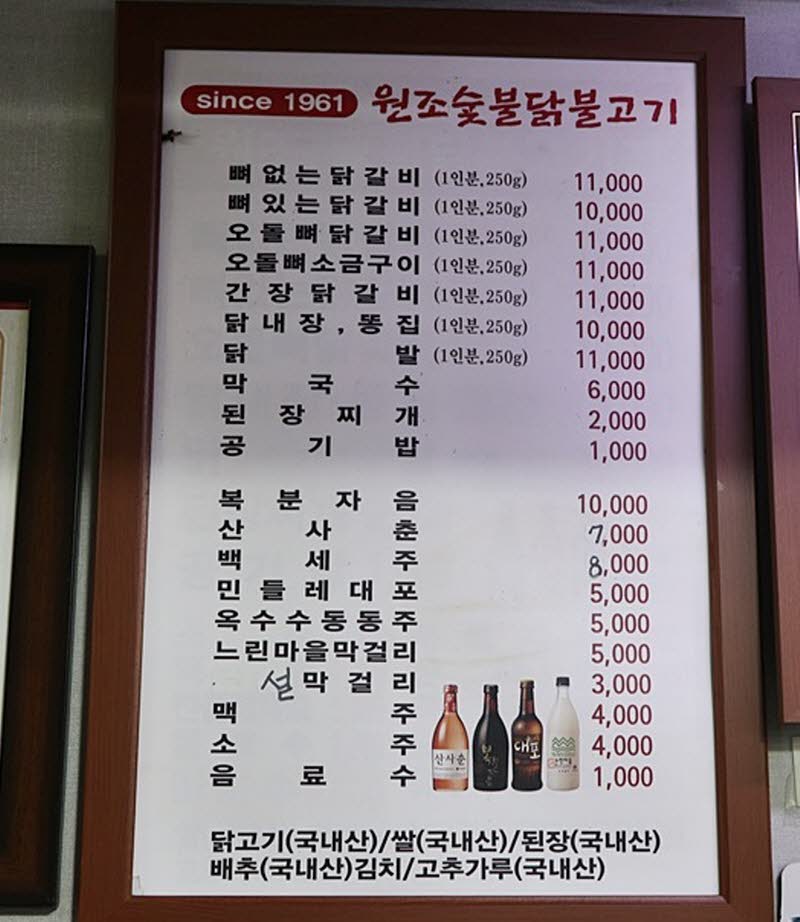 since 1961 원조숯불닭불고기
뼈없는닭갈비 (1인분,250g) 11,000
뼈있는닭갈비 (1인분,250g) 10,000
오돌뼈닭갈비 (1인분,250g) 11,000
오돌뼈소금구이 (1인분,250g) 11,000
간장닭갈비 (1인분,250g) 11,000
닭내장,똥집 (1인분,250g) 10,000
닭발 (1인분,250g) 11,000
막국수 6,000
된장찌개 2,000
공기밥 1,000
복분자음 10,000
산사춘 7,000
백세주 8,000
민들레대포 5,000
옥수수동동주 5,000
느린마을막걸리 5,000
설막걸리 3,000
맥주 4,000
소주 4,000
음료수 1,000
산사춘
대포
닭고기(국내산)/쌀(국내산)/된장(국내산)
배추(국내산)김치/고추가루(국내산)